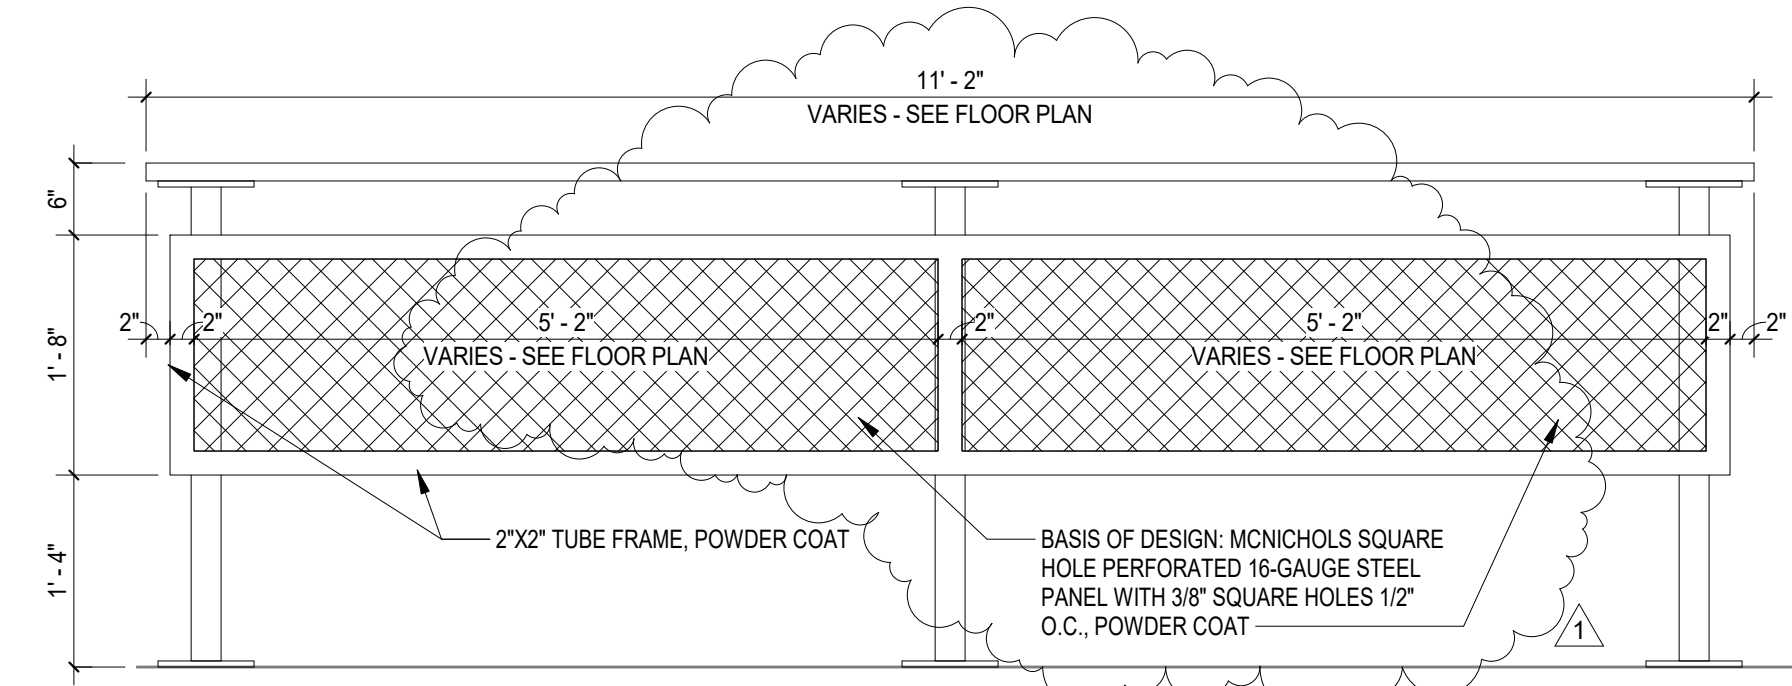 11' - 2"
VARIES - SEE FLOOR PLAN
6"
1' - 8"
1' - 4"
2"
2"
5' - 2"
VARIES - SEE FLOOR PLAN
2"
5' - 2"
VARIES - SEE FLOOR PLAN
2"
2"
2"X2" TUBE FRAME, POWDER COAT
BASIS OF DESIGN: MCNICHOLS SQUARE
HOLE PERFORATED 16-GAUGE STEEL
PANEL WITH 3/8" SQUARE HOLES 1/2"
O.C., POWDER COAT
1